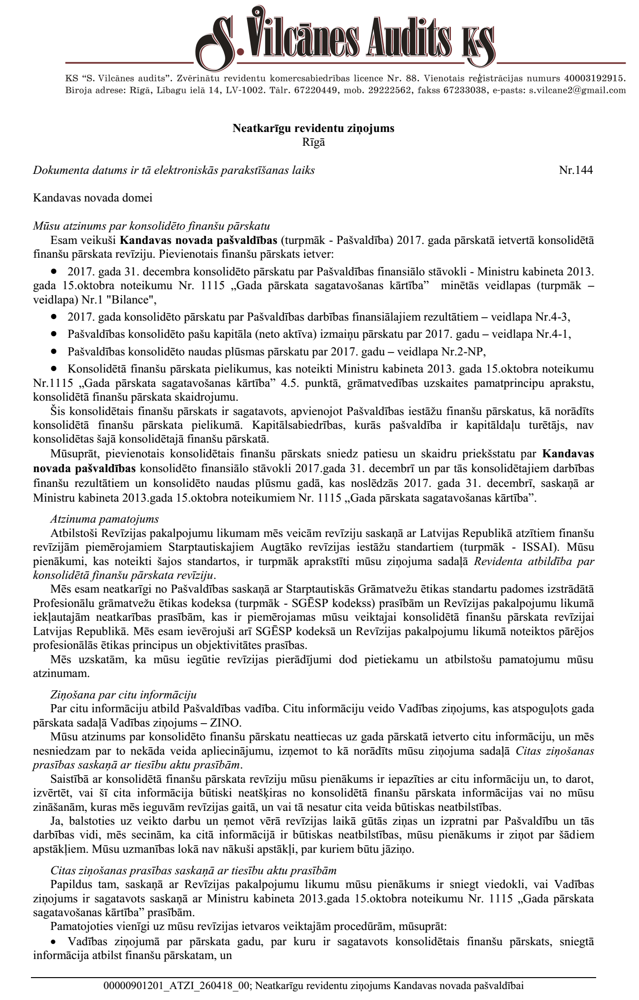 S. Vilcānes Audits KS
KS “S. Vilcānes audits”. Zvērinātu revidentu komercsabiedrības licence Nr. 88. Vienotais reģistrācijas numurs 40003192915.
Biroja adrese: Rīgā, Lībagu ielā 14, LV-1002. Tālr. 67220449, mob. 29222562, fakss 67233038, e-pasts: s.vilcane2@gmail.com
Neatkarīgu revidentu ziņojums
Rīgā
Dokumenta datums ir tā elektroniskās parakstīšanas laiks Nr.144
Kandavas novada domei
Mūsu atzinums par konsolidēto finanšu pārskatu
Esam veikuši Kandavas novada pašvaldības (turpmāk - Pašvaldība) 2017. gada pārskatā ietvertā konsolidētā
finanšu pārskata revīziju. Pievienotais finanšu pārskats ietver:
• 2017. gada 31. decembra konsolidēto pārskatu par Pašvaldības finansiālo stāvokli - Ministru kabineta 2013.
gada 15.oktobra noteikumu Nr. 1115 „Gada pārskata sagatavošanas kārtība” minētās veidlapas (turpmāk –
veidlapa) Nr.1 "Bilance",
• 2017. gada konsolidēto pārskatu par Pašvaldības darbības finansiālajiem rezultātiem – veidlapa Nr.4-3,
• Pašvaldības konsolidēto pašu kapitāla (neto aktīva) izmaiņu pārskatu par 2017. gadu – veidlapa Nr.4-1,
• Pašvaldības konsolidēto naudas plūsmas pārskatu par 2017. gadu – veidlapa Nr.2-NP,
• Konsolidētā finanšu pārskata pielikumus, kas noteikti Ministru kabineta 2013. gada 15.oktobra noteikumu
Nr.1115 „Gada pārskata sagatavošanas kārtība” 4.5. punktā, grāmatvedības uzskaites pamatprincipu aprakstu,
konsolidētā finanšu pārskata skaidrojumu.
Šis konsolidētais finanšu pārskats ir sagatavots, apvienojot Pašvaldības iestāžu finanšu pārskatus, kā norādīts
konsolidētā finanšu pārskata pielikumā. Kapitālsabiedrības, kurās pašvaldība ir kapitāldaļu turētājs, nav
konsolidētas šajā konsolidētajā finanšu pārskatā.
Mūsuprāt, pievienotais konsolidētais finanšu pārskats sniedz patiesu un skaidru priekšstatu par Kandavas
novada pašvaldības konsolidēto finansiālo stāvokli 2017.gada 31. decembrī un par tās konsolidētajiem darbības
finanšu rezultātiem un konsolidēto naudas plūsmu gadā, kas noslēdzās 2017. gada 31. decembrī, saskaņā ar
Ministru kabineta 2013.gada 15.oktobra noteikumiem Nr. 1115 „Gada pārskata sagatavošanas kārtība”.
Atzinuma pamatojums
Atbilstoši Revīzijas pakalpojumu likumam mēs veicām revīziju saskaņā ar Latvijas Republikā atzītiem finanšu
revīzijām piemērojamiem Starptautiskajiem Augtāko revīzijas iestāžu standartiem (turpmāk - ISSAI). Mūsu
pienākumi, kas noteikti šajos standartos, ir turpmāk aprakstīti mūsu ziņojuma sadaļā Revidenta atbildība par
konsolidētā finanšu pārskata revīziju.
Mēs esam neatkarīgi no Pašvaldības saskaņā ar Starptautiskās Grāmatvežu ētikas standartu padomes izstrādātā
Profesionālu grāmatvežu ētikas kodeksa (turpmāk - SGĒSP kodekss) prasībām un Revīzijas pakalpojumu likumā
iekļautajām neatkarības prasībām, kas ir piemērojamas mūsu veiktajai konsolidētā finanšu pārskata revīzijai
Latvijas Republikā. Mēs esam ievērojuši arī SGĒSP kodeksā un Revīzijas pakalpojumu likumā noteiktos pārējos
profesionālās ētikas principus un objektivitātes prasības.
Mēs uzskatām, ka mūsu iegūtie revīzijas pierādījumi dod pietiekamu un atbilstošu pamatojumu mūsu
atzinumam.
Ziņošana par citu informāciju
Par citu informāciju atbild Pašvaldības vadība. Citu informāciju veido Vadības ziņojums, kas atspoguļots gada
pārskata sadaļā Vadības ziņojums – ZINO.
Mūsu atzinums par konsolidēto finanšu pārskatu neattiecas uz gada pārskatā ietverto citu informāciju, un mēs
nesniedzam par to nekāda veida apliecinājumu, izņemot to kā norādīts mūsu ziņojuma sadaļā Citas ziņošanas
prasības saskaņā ar tiesību aktu prasībām.
Saistībā ar konsolidētā finanšu pārskata revīziju mūsu pienākums ir iepazīties ar citu informāciju un, to darot,
izvērtēt, vai šī cita informācija būtiski neatšķiras no konsolidētā finanšu pārskata informācijas vai no mūsu
zināšanām, kuras mēs ieguvām revīzijas gaitā, un vai tā nesatur cita veida būtiskas neatbilstības.
Ja, balstoties uz veikto darbu un ņemot vērā revīzijas laikā gūtās ziņas un izpratni par Pašvaldību un tās
darbības vidi, mēs secinām, ka citā informācijā ir būtiskas neatbilstības, mūsu pienākums ir ziņot par šādiem
apstākļiem. Mūsu uzmanības lokā nav nākuši apstākļi, par kuriem būtu jāziņo.
Citas ziņošanas prasības saskaņā ar tiesību aktu prasībām
Papildus tam, saskaņā ar Revīzijas pakalpojumu likumu mūsu pienākums ir sniegt viedokli, vai Vadības
ziņojums ir sagatavots saskaņā ar Ministru kabineta 2013.gada 15.oktobra noteikumu Nr. 1115 „Gada pārskata
sagatavošanas kārtība” prasībām.
Pamatojoties vienīgi uz mūsu revīzijas ietvaros veiktajām procedūrām, mūsuprāt:
• Vadības ziņojumā par pārskata gadu, par kuru ir sagatavots konsolidētais finanšu pārskats, sniegtā
informācija atbilst finanšu pārskatam, un
00000901201_ATZI_260418_00; Neatkarīgu revidentu ziņojums Kandavas novada pašvaldībai